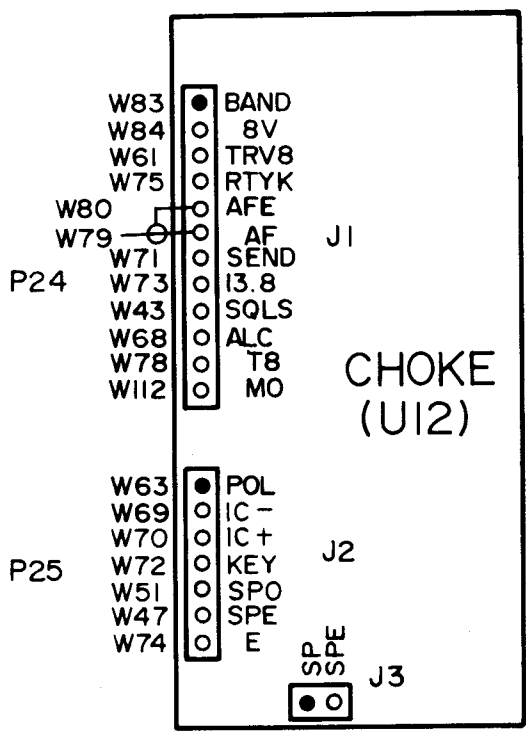 W83 BAND
W84 8V
W61 TRV8
W75 RTYK
W80 AFE
W79 AF J1
W71 SEND
P24 W73 13.8
W43 SQLS
W68 ALC
W78 T8
W112 MO
CHOKE
(U12)
W63 POL
W69 IC-
W70 IC+
P25 W72 KEY J2
W51 SPO
W47 SPE
W74 E
SP
SPE
J3